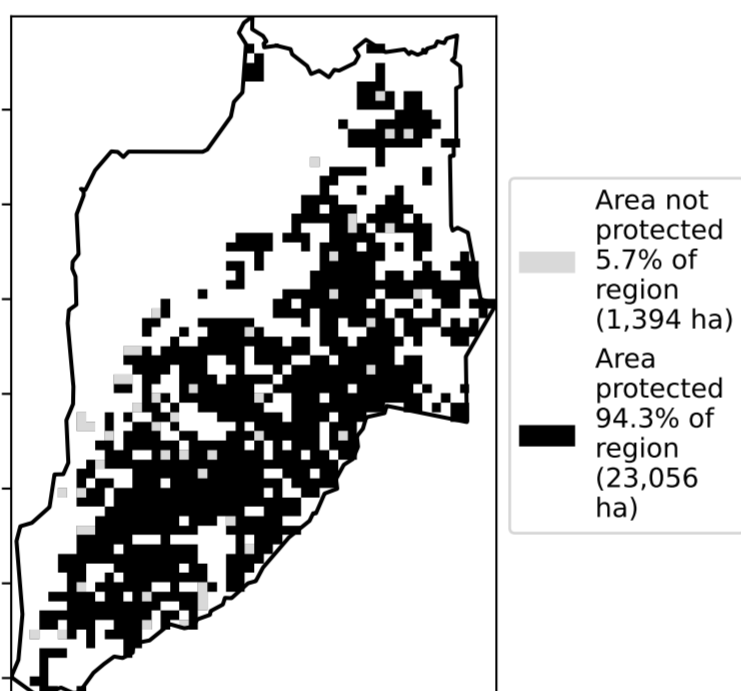 Area not
protected
5.7% of
region
(1,394 ha)
Area
protected
94.3% of
region
(23,056
ha)